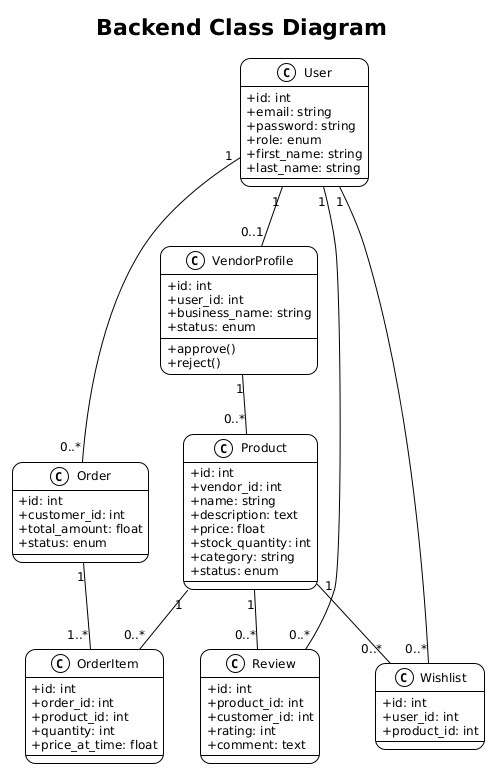 Backend Class Diagram
C User
+id: int
+email: string
+password: string
+role: enum
+first_name: string
+last_name: string
1
1
1
1
0..1
C VendorProfile
+id: int
+user_id: int
+business_name: string
+status: enum
+approve()
+reject()
1
0..*
0..*
C Product
+id: int
+vendor_id: int
+name: string
+description: text
+price: float
+stock_quantity: int
+category: string
+status: enum
C Order
+id: int
+customer_id: int
+total_amount: float
+status: enum
1
1
1
1
1..*
0..*
0..*
0..*
0..*
0..*
C OrderItem
+id: int
+order_id: int
+product_id: int
+quantity: int
+price_at_time: float
C Review
+id: int
+product_id: int
+customer_id: int
+rating: int
+comment: text
C Wishlist
+id: int
+user_id: int
+product_id: int